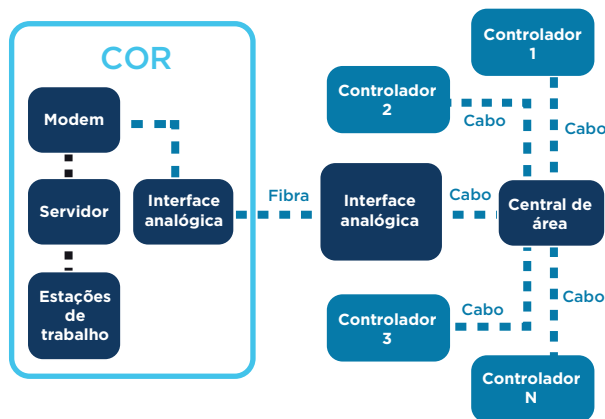 COR
Modem
Servidor
Estações
de
trabalho
Interface
analógica
Fibra
Interface
analógica
Cabo
Central de
área
Controlador
1
Cabo
Controlador
2
Cabo
Controlador
3
Cabo
Controlador
N
Cabo